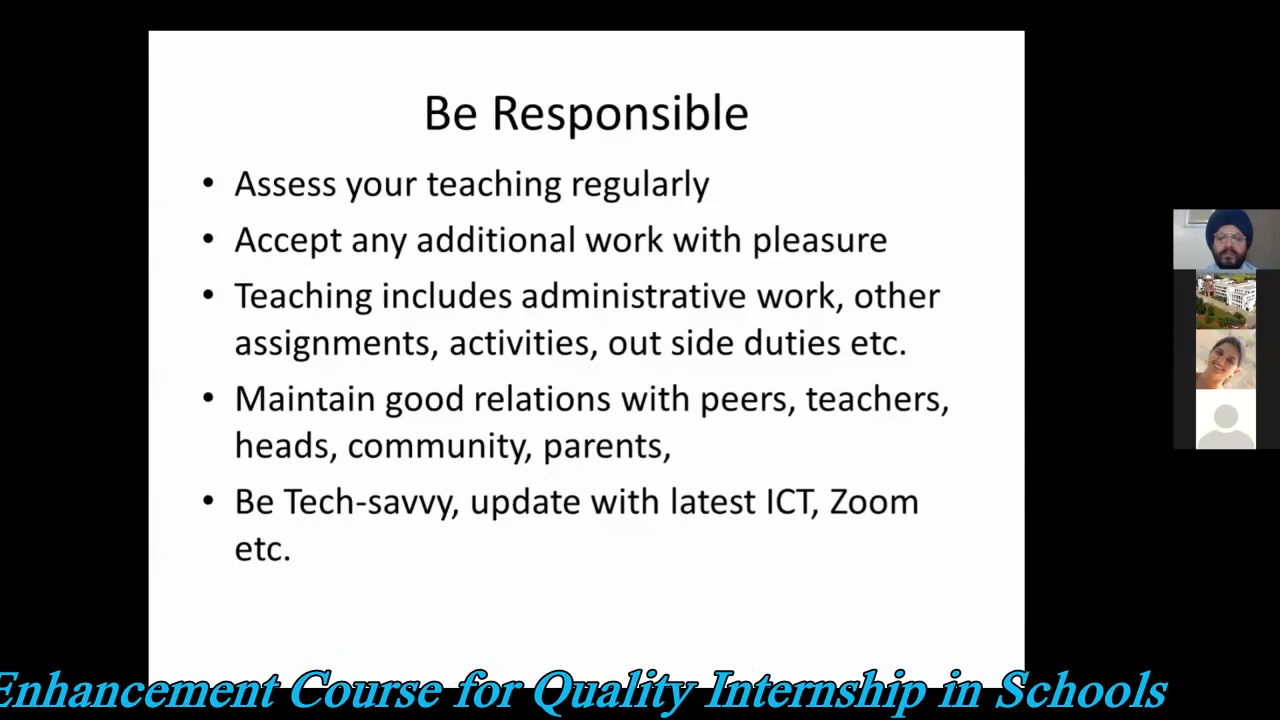 Be Responsible
• Assess your teaching regularly
• Accept any additional work with pleasure
• Teaching includes administrative work, other
assignments, activities, out side duties etc.
• Maintain good relations with peers, teachers,
heads, community, parents,
• Be Tech-savvy, update with latest ICT, Zoom
etc.
Enhancement Course for Quality Internship in Schools